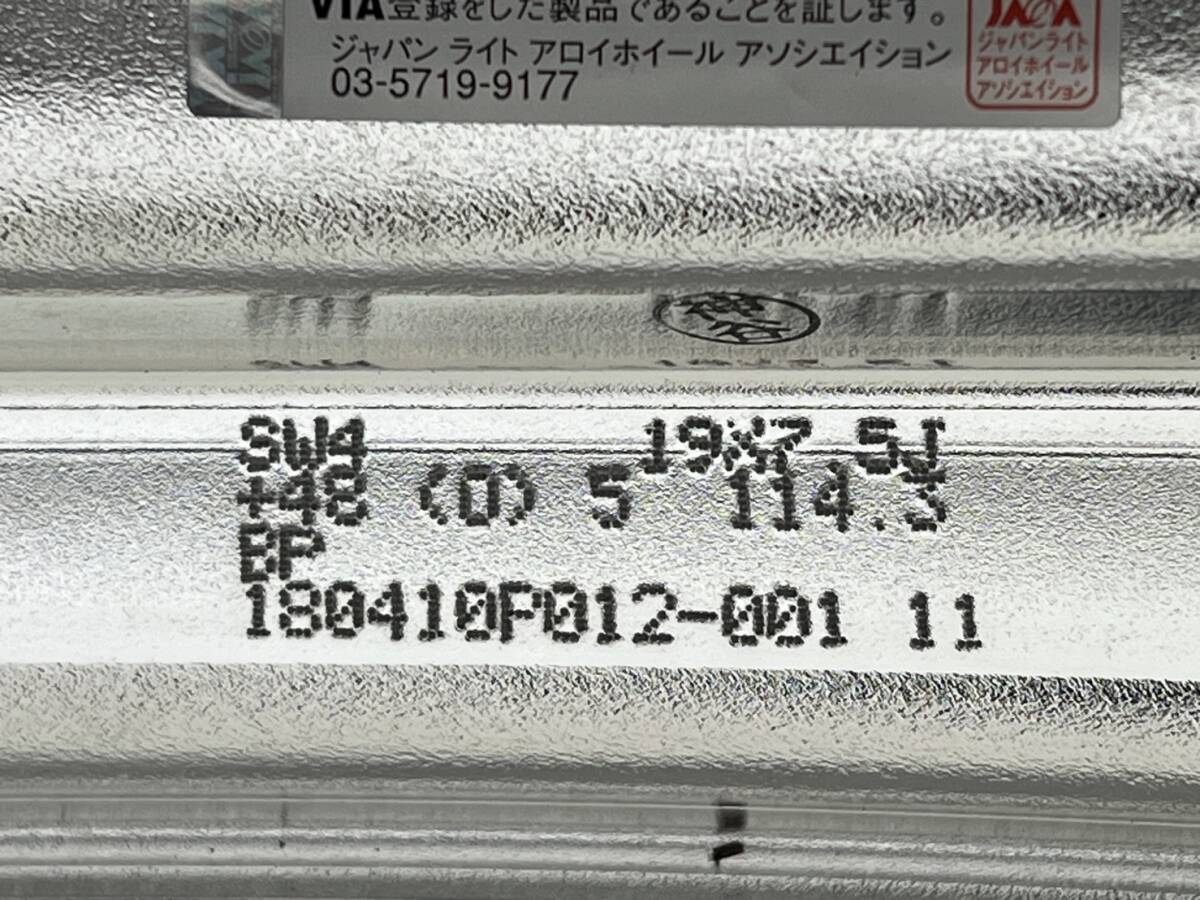 VIA登録をした製品であることを証します。
ジャパン ライト アロイホイール アソシエイション
03-5719-9177
JAWA
ジャパンライト
アロイホイール
アソシエイション
SW4 19X7.5J
+48 (0) 5 114.3
BP
180410P012-001 11